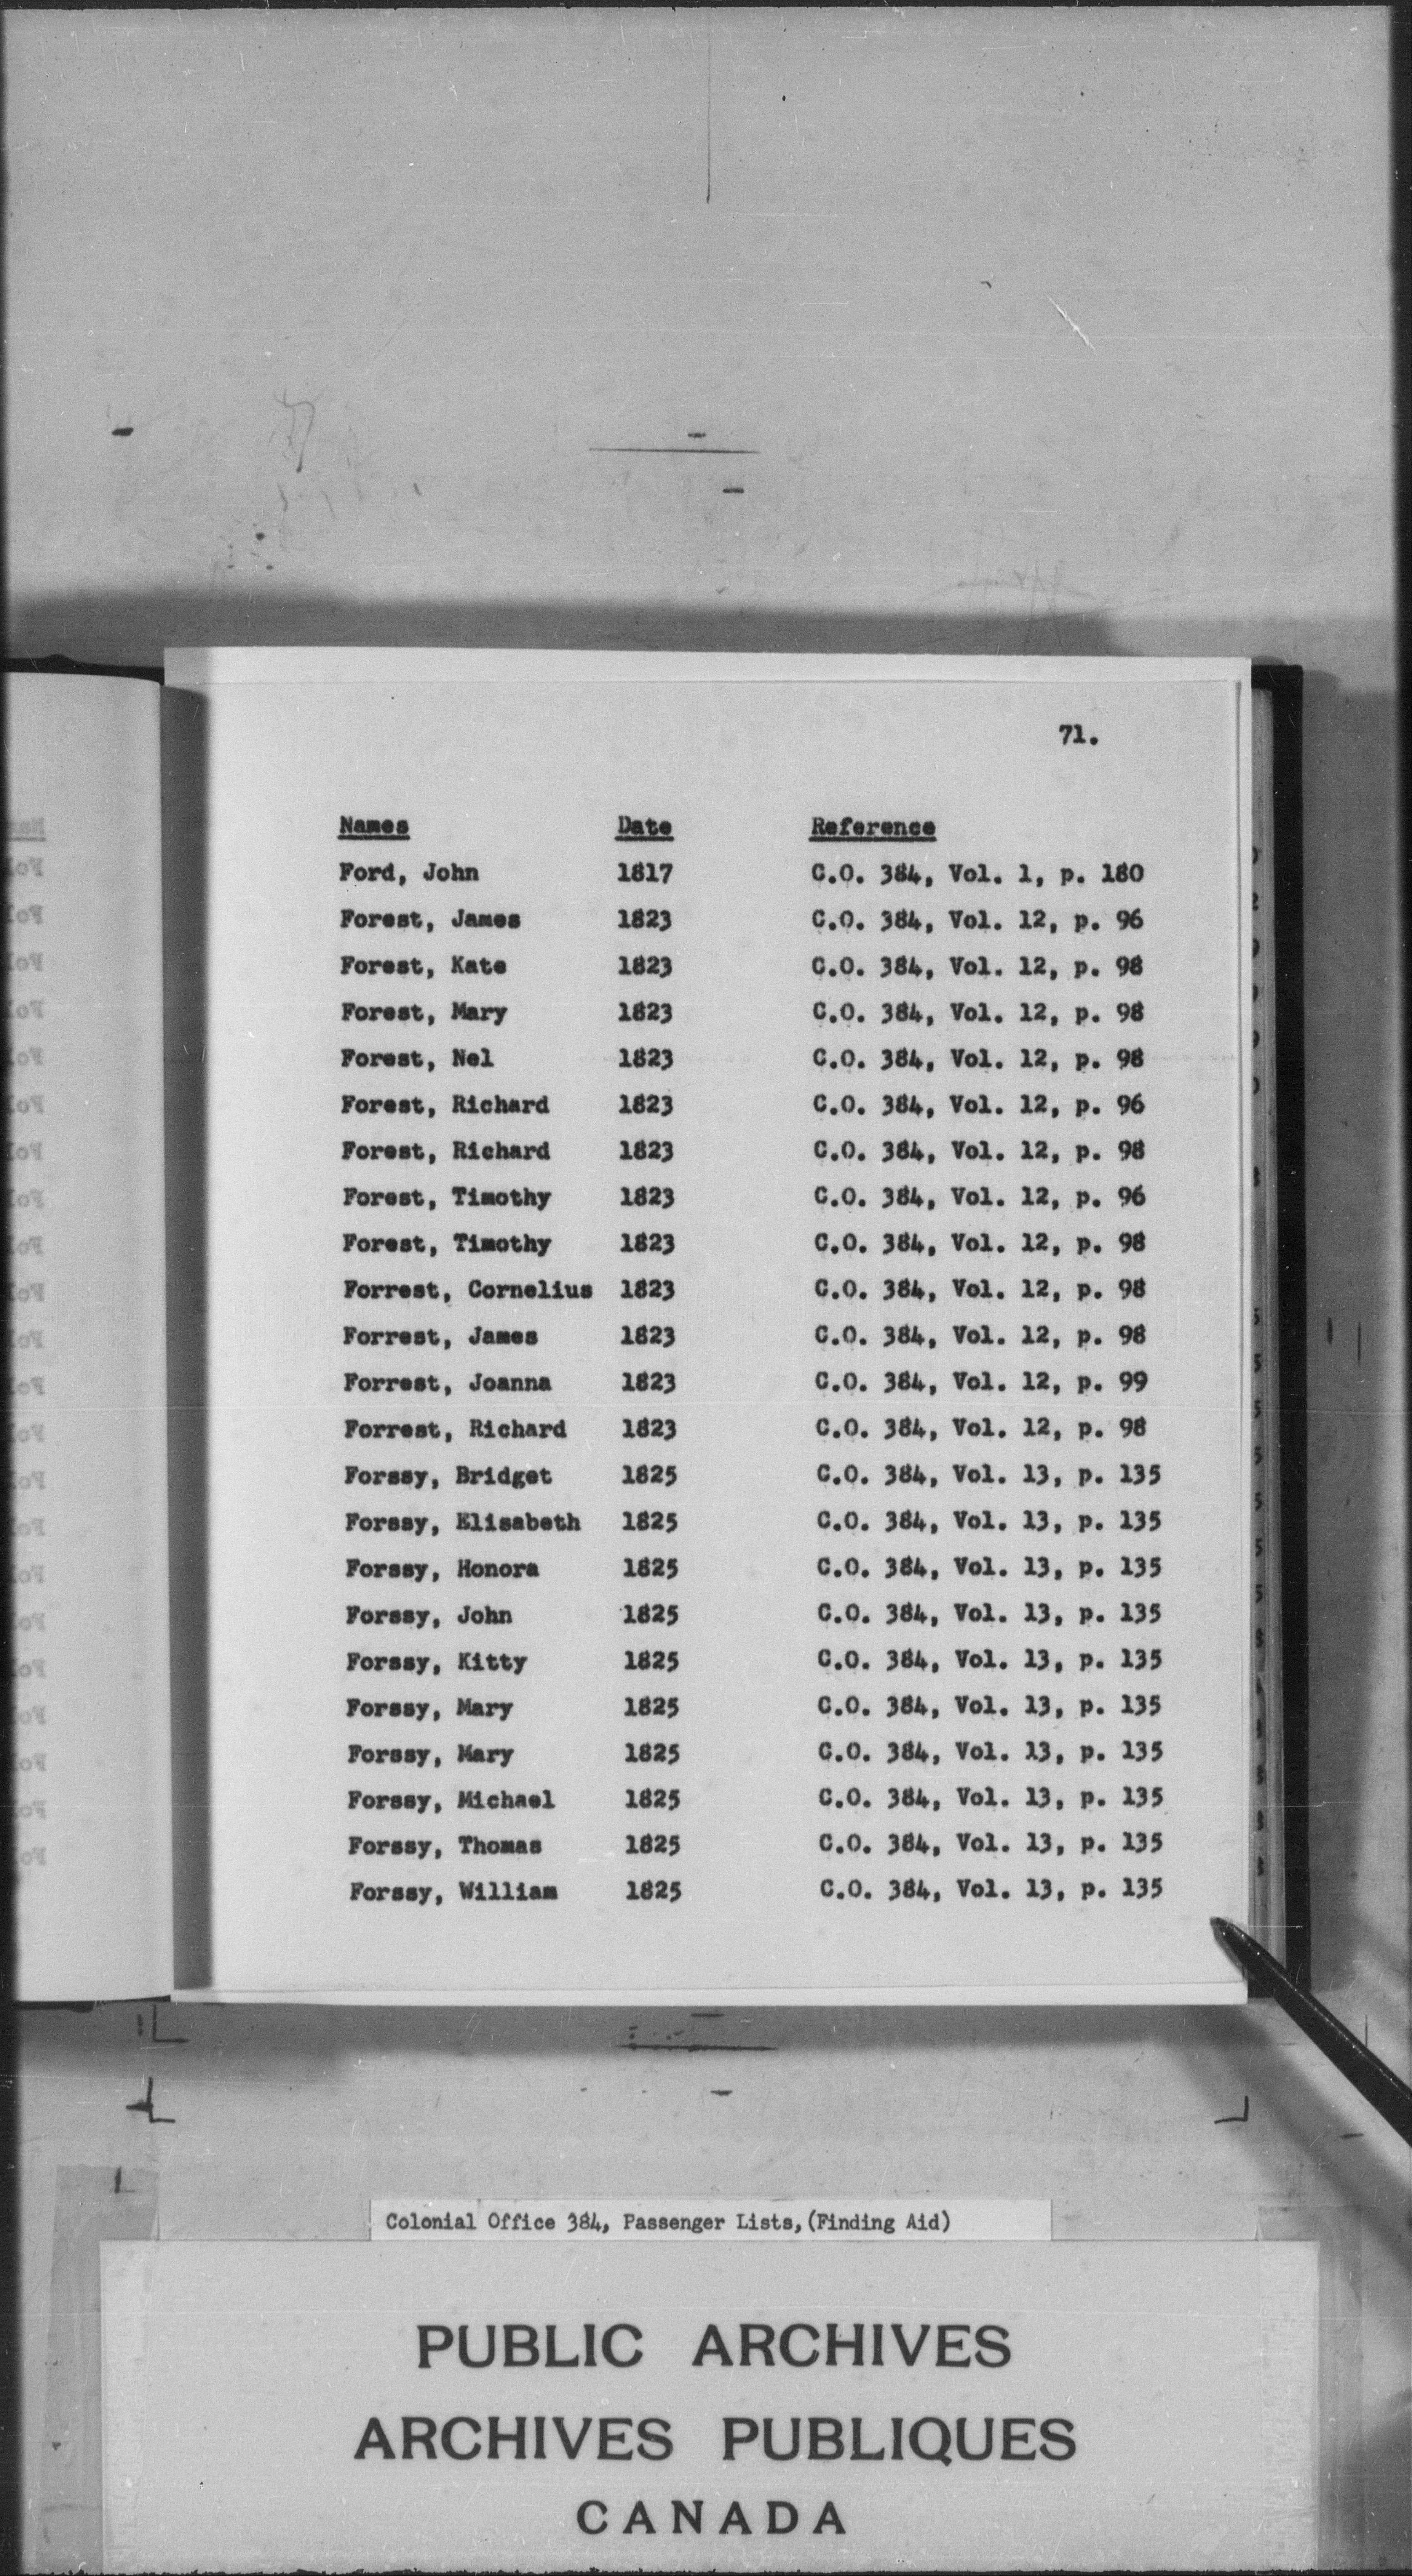 71.
Names Date Reference
Ford, John 1817 C.O. 384, Vol. 1, p. 180
Forest, James 1823 C.O. 384, Vol. 12, p. 96
Forest, Kate 1823 C.O. 384, Vol. 12, p. 98
Forest, Mary 1823 C.O. 384, Vol. 12, p. 98
Forest, Nel 1823 C.O. 384, Vol. 12, p. 98
Forest, Richard 1823 C.O. 384, Vol. 12, p. 96
Forest, Richard 1823 C.O. 384, Vol. 12, p. 98
Forest, Timothy 1823 C.O. 384, Vol. 12, p. 96
Forest, Timothy 1823 C.O. 384, Vol. 12, p. 98
Forrest, Cornelius 1823 C.O. 384, Vol. 12, p. 98
Forrest, James 1823 C.O. 384, Vol. 12, p. 98
Forrest, Joanna 1823 C.O. 384, Vol. 12, p. 99
Forrest, Richard 1823 C.O. 384, Vol. 12, p. 98
Forssy, Bridget 1825 C.O. 384, Vol. 13, p. 135
Forssy, Elisabeth 1825 C.O. 384, Vol. 13, p. 135
Forssy, Honora 1825 C.O. 384, Vol. 13, p. 135
Forssy, John 1825 C.O. 384, Vol. 13, p. 135
Forssy, Kitty 1825 C.O. 384, Vol. 13, p. 135
Forssy, Mary 1825 C.O. 384, Vol. 13, p. 135
Forssy, Mary 1825 C.O. 384, Vol. 13, p. 135
Forssy, Michael 1825 C.O. 384, Vol. 13, p. 135
Forssy, Thomas 1825 C.O. 384, Vol. 13, p. 135
Forssy, William 1825 C.O. 384, Vol. 13, p. 135
Colonial Office 384, Passenger Lists, (Finding Aid)
PUBLIC ARCHIVES
ARCHIVES PUBLIQUES
CANADA